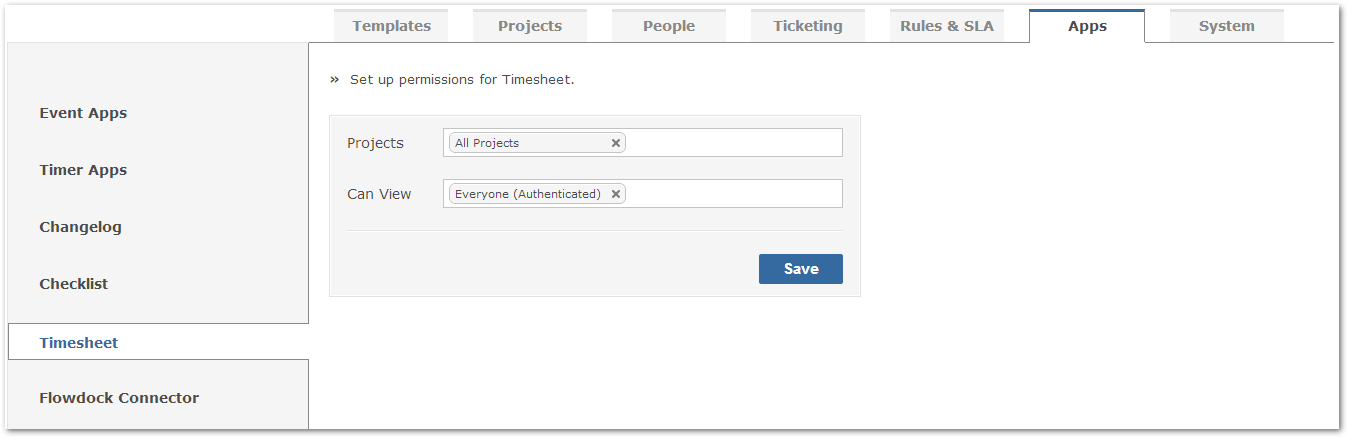 Templates Projects People Ticketing Rules & SLA Apps System
» Set up permissions for Timesheet.
Event Apps
Timer Apps
Changelog
Checklist
Timesheet
Flowdock Connector
Projects All Projects ×
Can View Everyone (Authenticated) ×
Save